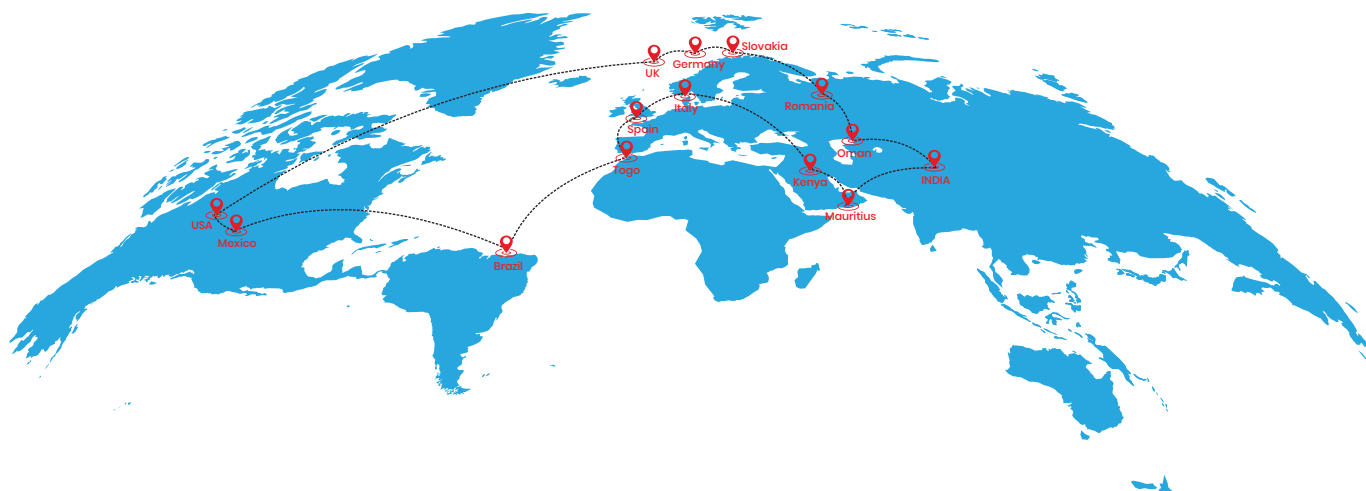 Slovakia
Germany
UK
Romania
Italy
Spain
Oman
Togo
Kenya
INDIA
Mauritius
USA
Mexico
Brazil